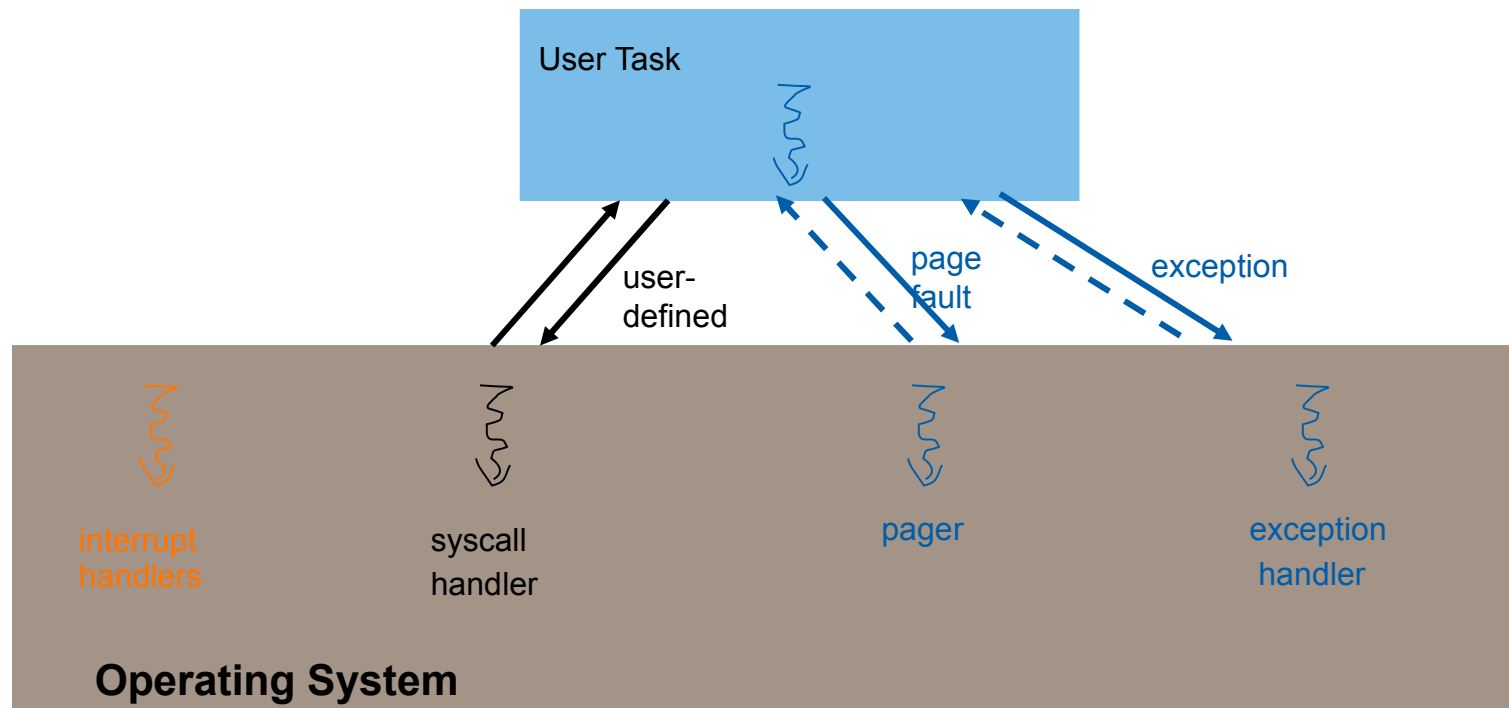 User Task
user-
defined
page
fault
exception
interrupt
handlers
syscall
handler
pager
exception
handler
Operating System